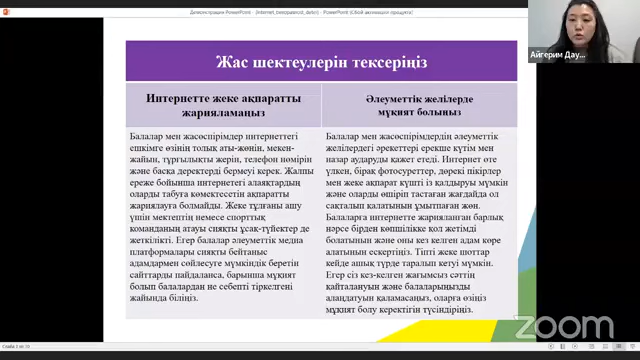 Демонстрация PowerPoint - [internet_bezopasnost_detei] - PowerPoint (Сбой активации продукта)
Айгерим Дау...
Жас шектеулерін тексеріңіз
Интернетте жеке ақпаратты
жарияламаңыз
Балалар мен жасөспірімдер интернеттегі
ешкімге өзінің толық аты-жөнін, мекен-
жайын, тұрғылықты жерін, телефон нөмірін
және басқа деректерді бермеуі керек. Жалпы
ереже бойынша интернетегі алаяқтардың
оларды табуға көмектесетін ақпаратты
жариялауға болмайды. Жеке тұлғаны ашу
үшін мектептің немесе спорттық
команданың атауы сияқты ұсақ-түйектер де
жеткілікті. Егер балалар әлеуметтік медиа
платформалары сияқты бейтаныс
адамдармен сөйлесуге мүмкіндік беретін
сайттарды пайдаланса, барынша мұқият
болып балалардан не себепті тіркелгені
жайында біліңіз.
Әлеуметтік желілерде
мұқият болыңыз
Балалар мен жасөспірімдердің әлеуметтік
желілердегі әрекеттері ерекше күтім мен
назар аударуды қажет етеді. Интернет өте
үлкен, бірақ фотосуреттер, дөрекі пікірлер
мен жеке ақпарат күшті із қалдыруы мүмкін
және оларды өшіріп тастаған жағдайда ол
сақталып қалатынын ұмытпаған жөн.
Балаларға интернетте жарияланған барлық
нәрсе бірден көпшілікке қол жетімді
болатынын және оны кез келген адам көре
алатынын ескертіңіз. Тіпті жеке шоттар
кейде ашық түрде таралып кетуі мүмкін.
Егер сіз кез-келген жағымсыз сәттің
қайталануын және балаларыңызды
алаңдатуын қаламасаңыз, оларға өзіңіз
мұқият болу керектігін түсіндіріңіз.
zoom